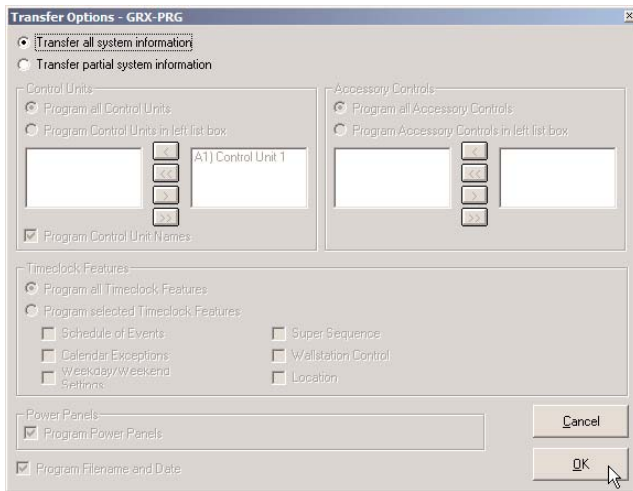 Transfer Options - GRX-PRG
Transfer all system information
Transfer partial system information
Control Units
Program all Control Units
Program Control Units in left list box
<
<<
>
>>
A1) Control Unit 1
Program Control Unit Names
Accessory Controls
Program all Accessory Controls
Program Accessory Controls in left list box
<
<<
>
>>
Timeclock Features
Program all Timeclock Features
Program selected Timeclock Features
Schedule of Events
Super Sequence
Calendar Exceptions
Wallstation Control
Weekday/Weekend
Settings
Location
Power Panels
Program Power Panels
Program Filename and Date
Cancel
OK